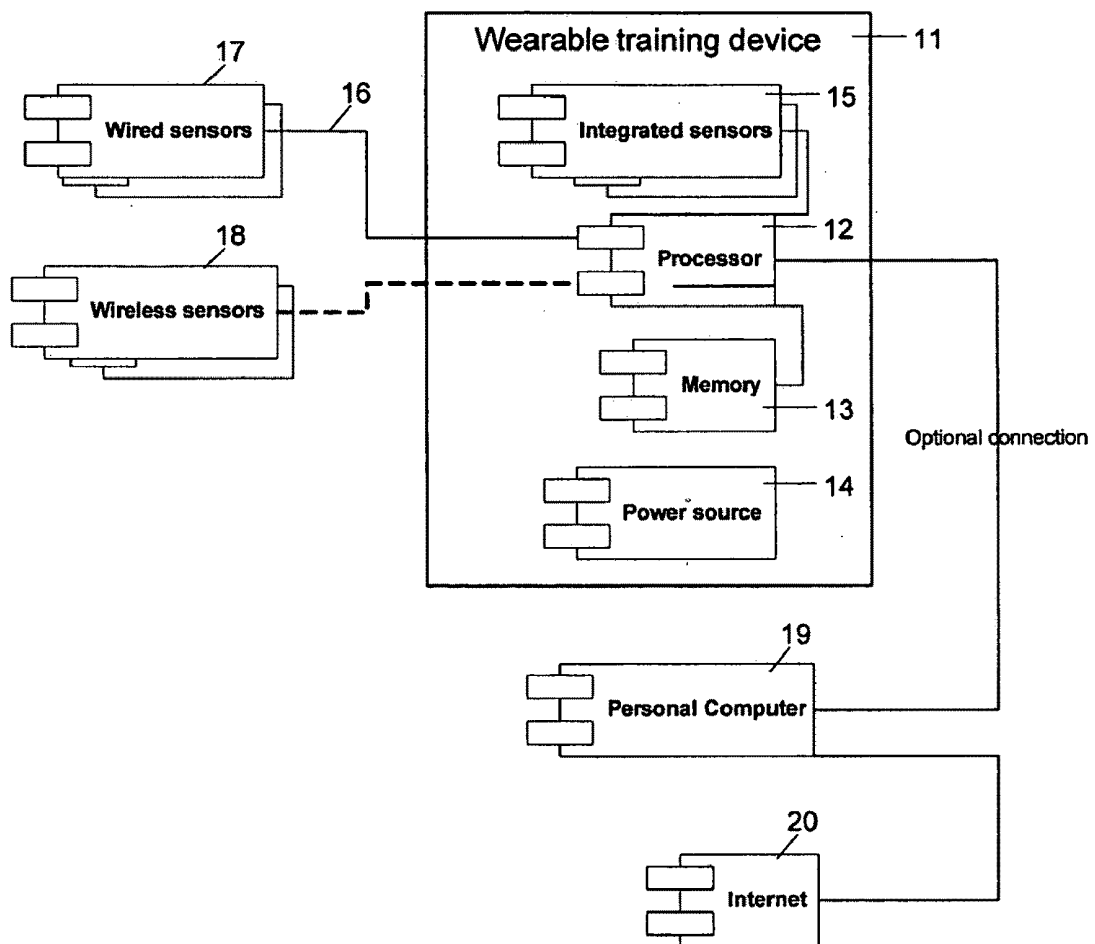 Wearable training device
11
17
16
15
Wired sensors
Integrated sensors
12
18
Processor
Wireless sensors
Memory
13
Optional connection
14
Power source
19
Personal Computer
20
Internet